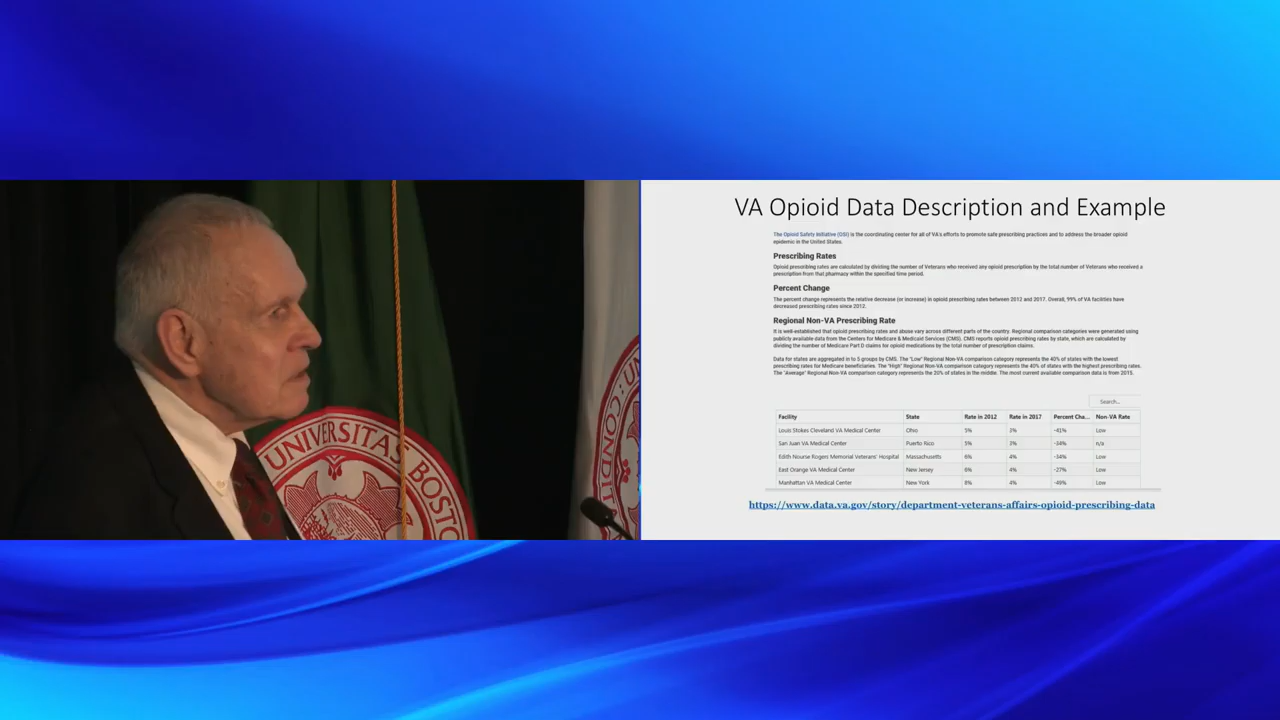 UNIVERSITAS
BOST
CONDIT
VA Opioid Data Description and Example
The Opioid Safety Initiative (OSI) is the coordinating center for all of VA's efforts to promote safe prescribing practices and to address the broader opioid
epidemic in the United States.
Prescribing Rates
Opioid prescribing rates are calculated by dividing the number of Veterans who received any opioid prescription by the total number of Veterans who received a
prescription from that pharmacy within the specified time period.
Percent Change
The percent change represents the relative decrease (or increase) in opioid prescribing rates between 2012 and 2017. Overall, 99% of VA facilities have
decreased prescribing rates since 2012.
Regional Non-VA Prescribing Rate
It is well-established that opioid prescribing rates and abuse vary across different parts of the country. Regional comparison categories were generated using
publicly available data from the Centers for Medicare & Medicaid Services (CMS). CMS reports opioid prescribing rates by state, which are calculated by
dividing the number of Medicare Part D claims for opioid medications by the total number of prescription claims.
Data for states are aggregated in to 5 groups by CMS. The "Low" Regional Non-VA comparison category represents the 40% of states with the lowest
prescribing rates for Medicare beneficiaries. The "High" Regional Non-VA comparison category represents the 40% of states with the highest prescribing rates.
The "Average" Regional Non-VA comparison category represents the 20% of states in the middle. The most current available comparison data is from 2015.
Search...
Facility State Rate in 2012 Rate in 2017 Percent Cha... Non-VA Rate
Louis Stokes Cleveland VA Medical Center Ohio 5% 3% -41% Low
San Juan VA Medical Center Puerto Rico 5% 3% -34% n/a
Edith Nourse Rogers Memorial Veterans' Hospital Massachusetts 6% 4% -34% Low
East Orange VA Medical Center New Jersey 6% 4% -27% Low
Manhattan VA Medical Center New York 8% 4% -49% Low
https://www.data.va.gov/story/department-veterans-affairs-opioid-prescribing-data